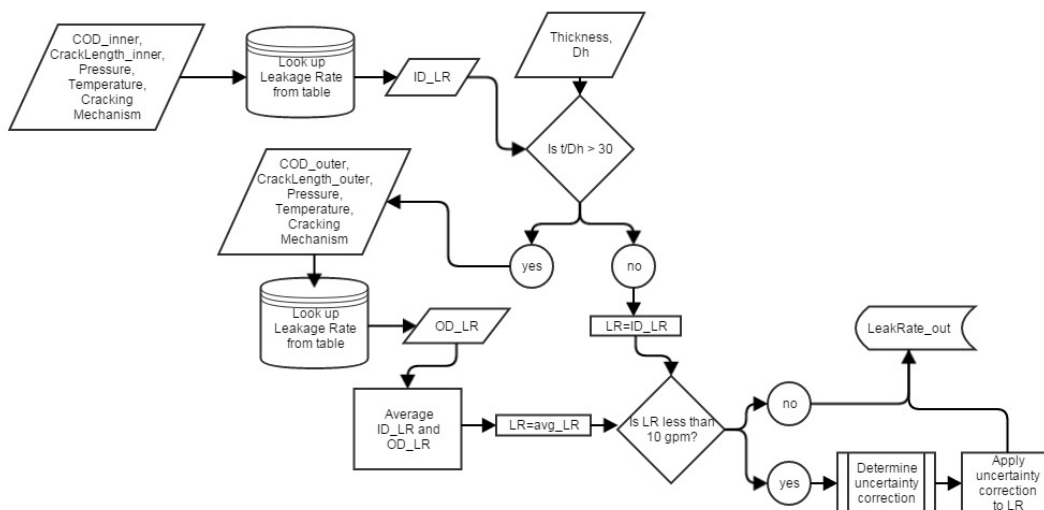 COD_inner,
CrackLength_inner,
Pressure,
Temperature,
Cracking
Mechanism
Look up
Leakage Rate
from table
ID_LR
Thickness,
Dh
Is t/Dh > 30
COD_outer,
CrackLength_outer,
Pressure,
Temperature,
Cracking
Mechanism
yes
no
Look up
Leakage Rate
from table
OD_LR
LR=ID_LR
LeakRate_out
Average
ID_LR and
OD_LR
LR=avg_LR
Is LR less than
10 gpm?
no
yes
Determine
uncertainty
correction
Apply
uncertainty
correction
to LR